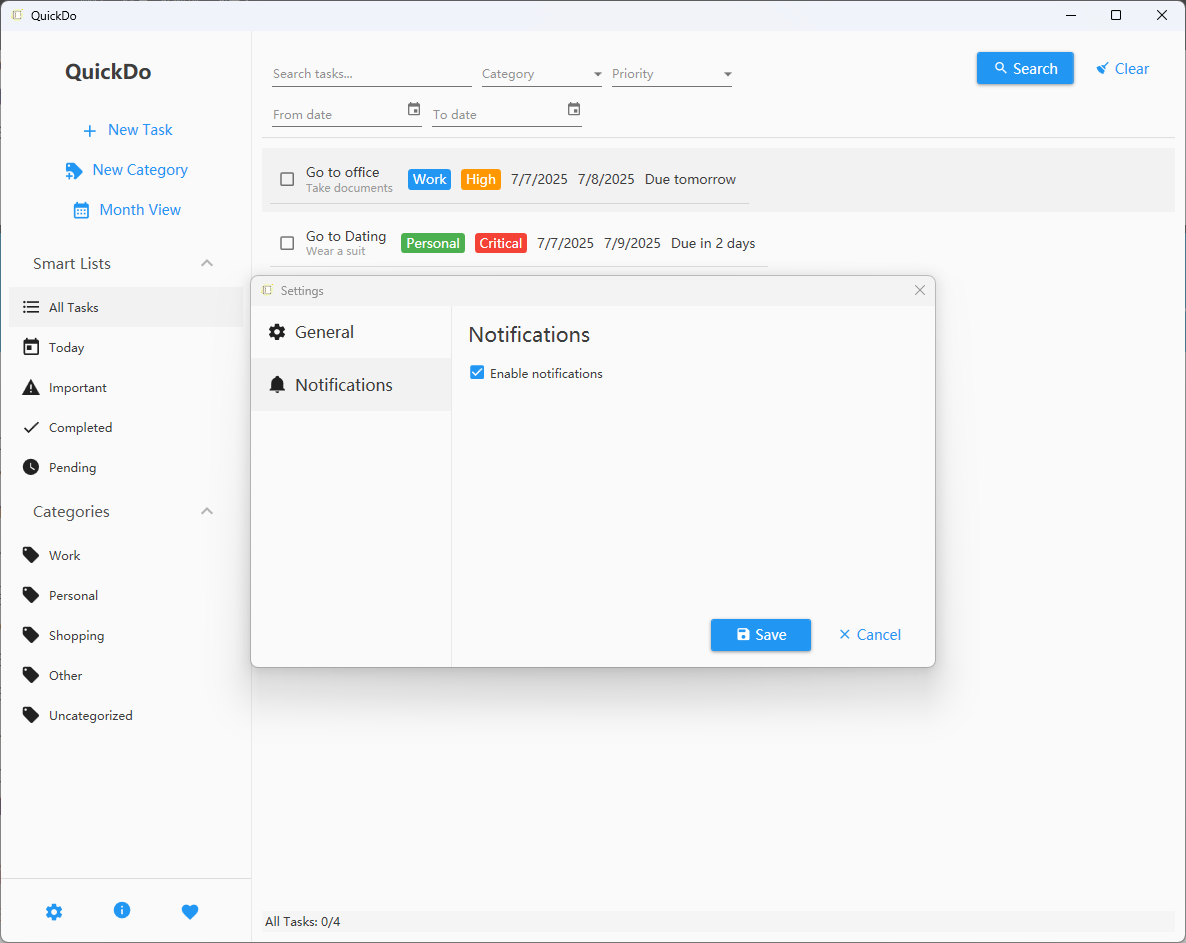 QuickDo
QuickDo
New Task
New Category
Month View
Smart Lists
All Tasks
Today
Important
Completed
Pending
Categories
Work
Personal
Shopping
Other
Uncategorized
Search tasks...
Category
Priority
Search
Clear
From date
To date
Go to office
Take documents
Work High 7/7/2025 7/8/2025 Due tomorrow
Go to Dating
Wear a suit
Personal Critical 7/7/2025 7/9/2025 Due in 2 days
Settings
General
Notifications
Notifications
Enable notifications
Save
Cancel
All Tasks: 0/4